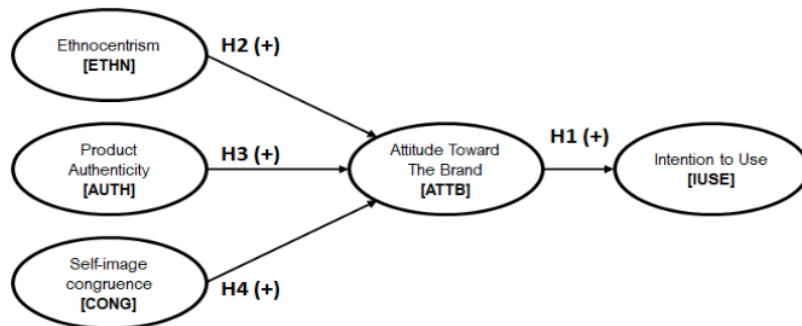 Ethnocentrism
[ETHN]
H2 (+)
Product
Authenticity
[AUTH]
H3 (+)
Self-image
congruence
[CONG]
H4 (+)
Attitude Toward
The Brand
[ATTB]
H1 (+)
Intention to Use
[IUSE]